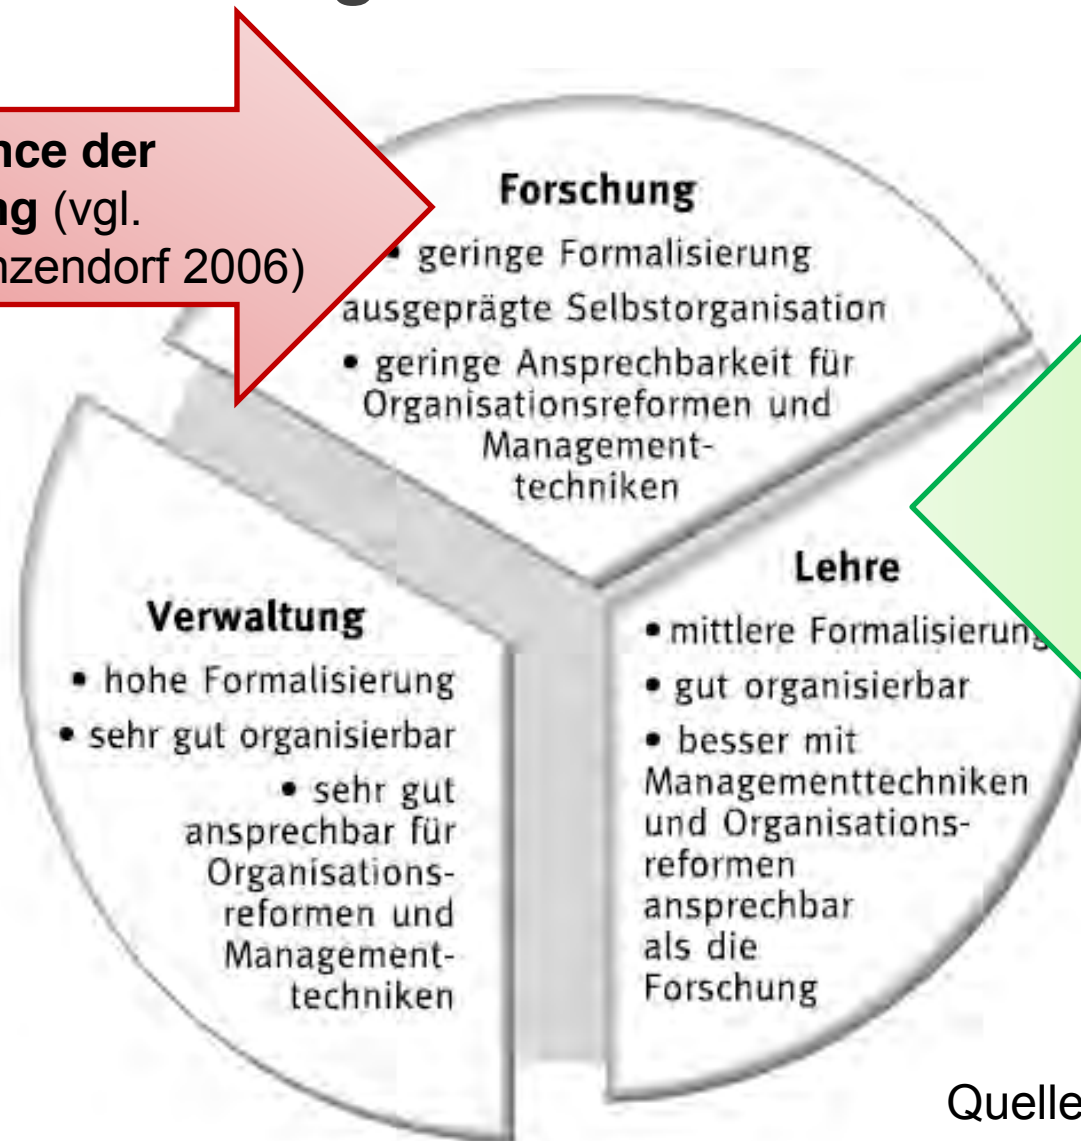 nce der
ng (vgl.
nzendorf 2006)
Forschung
• geringe Formalisierung
ausgeprägte Selbstorganisation
• geringe Ansprechbarkeit für
Organisationsreformen und
Management-
techniken
Verwaltung
• hohe Formalisierung
• sehr gut organisierbar
• sehr gut
ansprechbar für
Organisations-
reformen und
Management-
techniken
Lehre
• mittlere Formalisierung
• gut organisierbar
• besser mit
Managementtechniken
und Organisations-
reformen
ansprechbar
als die
Forschung
Quelle